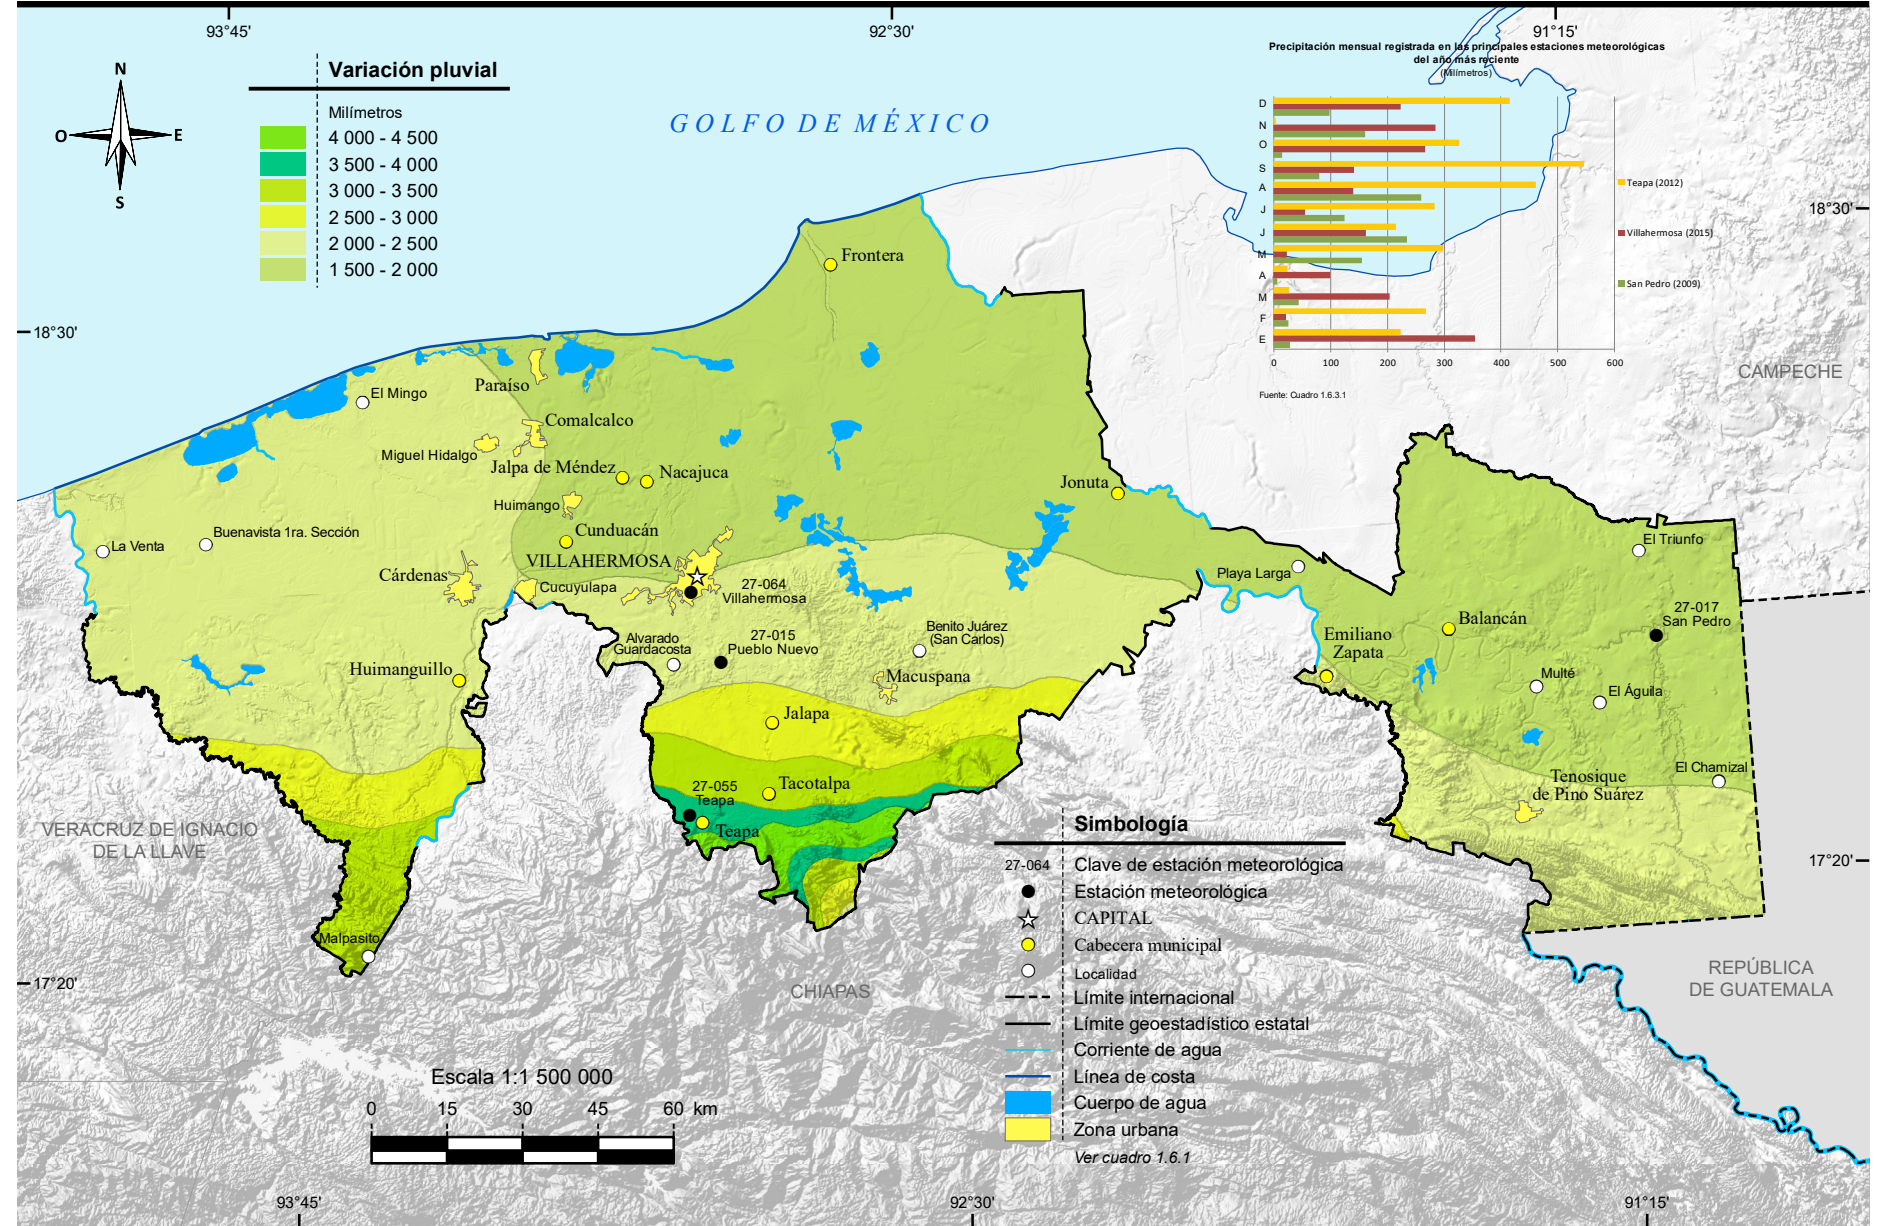 93°45'
92°30'
91°15'
Precipitación mensual registrada en las principales estaciones meteorológicas
del año más reciente
(Milímetros)
D
N
O
S
A
J
J
M
A
M
F
E
0 100 200 300 400 500 600
Teapa (2012)
Villahermosa (2015)
San Pedro (2009)
Fuente: Cuadro 1.6.3.1
N
O E
S
Variación pluvial
Milímetros
4 000 - 4 500
3 500 - 4 000
3 000 - 3 500
2 500 - 3 000
2 000 - 2 500
1 500 - 2 000
GOLFO DE MÉXICO
18°30'
18°30'
CAMPECHE
Frontera
Paraíso
El Mingo
Comalcalco
Miguel Hidalgo
Jalpa de Méndez
Nacajuca
Jonuta
Huimango
Cunduacán
La Venta
Buenavista 1ra. Sección
VILLAHERMOSA
Cárdenas
Cucuyulapa
27-064
Villahermosa
Playa Larga
El Triunfo
27-017
San Pedro
Balancán
Emiliano
Zapata
Alvarado
Guardacosta
27-015
Pueblo Nuevo
Benito Juárez
(San Carlos)
Macuspana
Huimanguillo
Multé
El Águila
Jalapa
El Chamizal
Tenosique
de Pino Suárez
Tacotalpa
27-055
Teapa
Teapa
VERACRUZ DE IGNACIO
DE LA LLAVE
Malpasito
CHIAPAS
17°20'
17°20'
REPÚBLICA
DE GUATEMALA
Simbología
27-064 Clave de estación meteorológica
Estación meteorológica
CAPITAL
Cabecera municipal
Localidad
Límite internacional
Límite geoestadístico estatal
Corriente de agua
Línea de costa
Cuerpo de agua
Zona urbana
Ver cuadro 1.6.1
Escala 1:1 500 000
0 15 30 45 60 km
93°45'
92°30'
91°15'